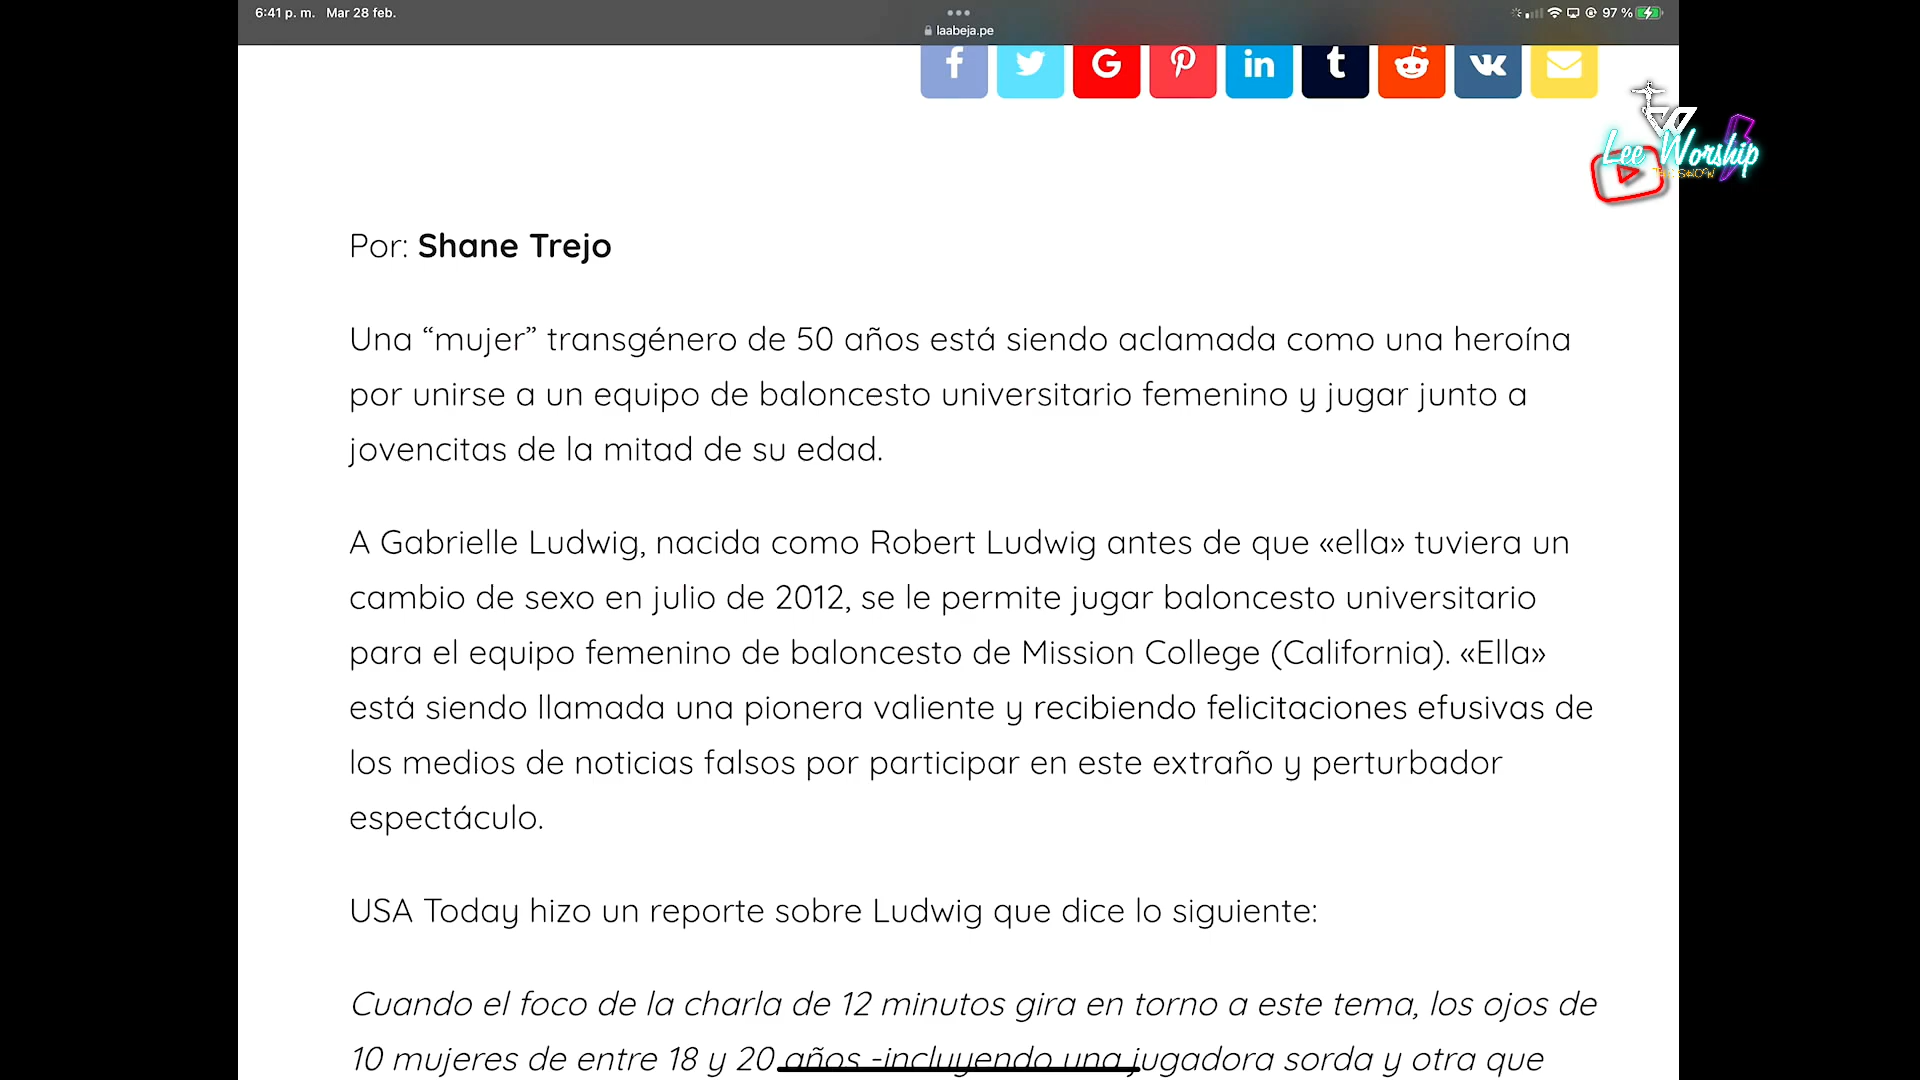 6:41 p. m. Mar 28 feb.
97 %
laabeja.pe
Lee Worship
Por: Shane Trejo
Una “mujer” transgénero de 50 años está siendo aclamada como una heroína
por unirse a un equipo de baloncesto universitario femenino y jugar junto a
jovencitas de la mitad de su edad.
A Gabrielle Ludwig, nacida como Robert Ludwig antes de que «ella» tuviera un
cambio de sexo en julio de 2012, se le permite jugar baloncesto universitario
para el equipo femenino de baloncesto de Mission College (California). «Ella»
está siendo llamada una pionera valiente y recibiendo felicitaciones efusivas de
los medios de noticias falsos por participar en este extraño y perturbador
espectáculo.
USA Today hizo un reporte sobre Ludwig que dice lo siguiente:
Cuando el foco de la charla de 12 minutos gira en torno a este tema, los ojos de
10 mujeres de entre 18 y 20 años -incluyendo una jugadora sorda y otra que